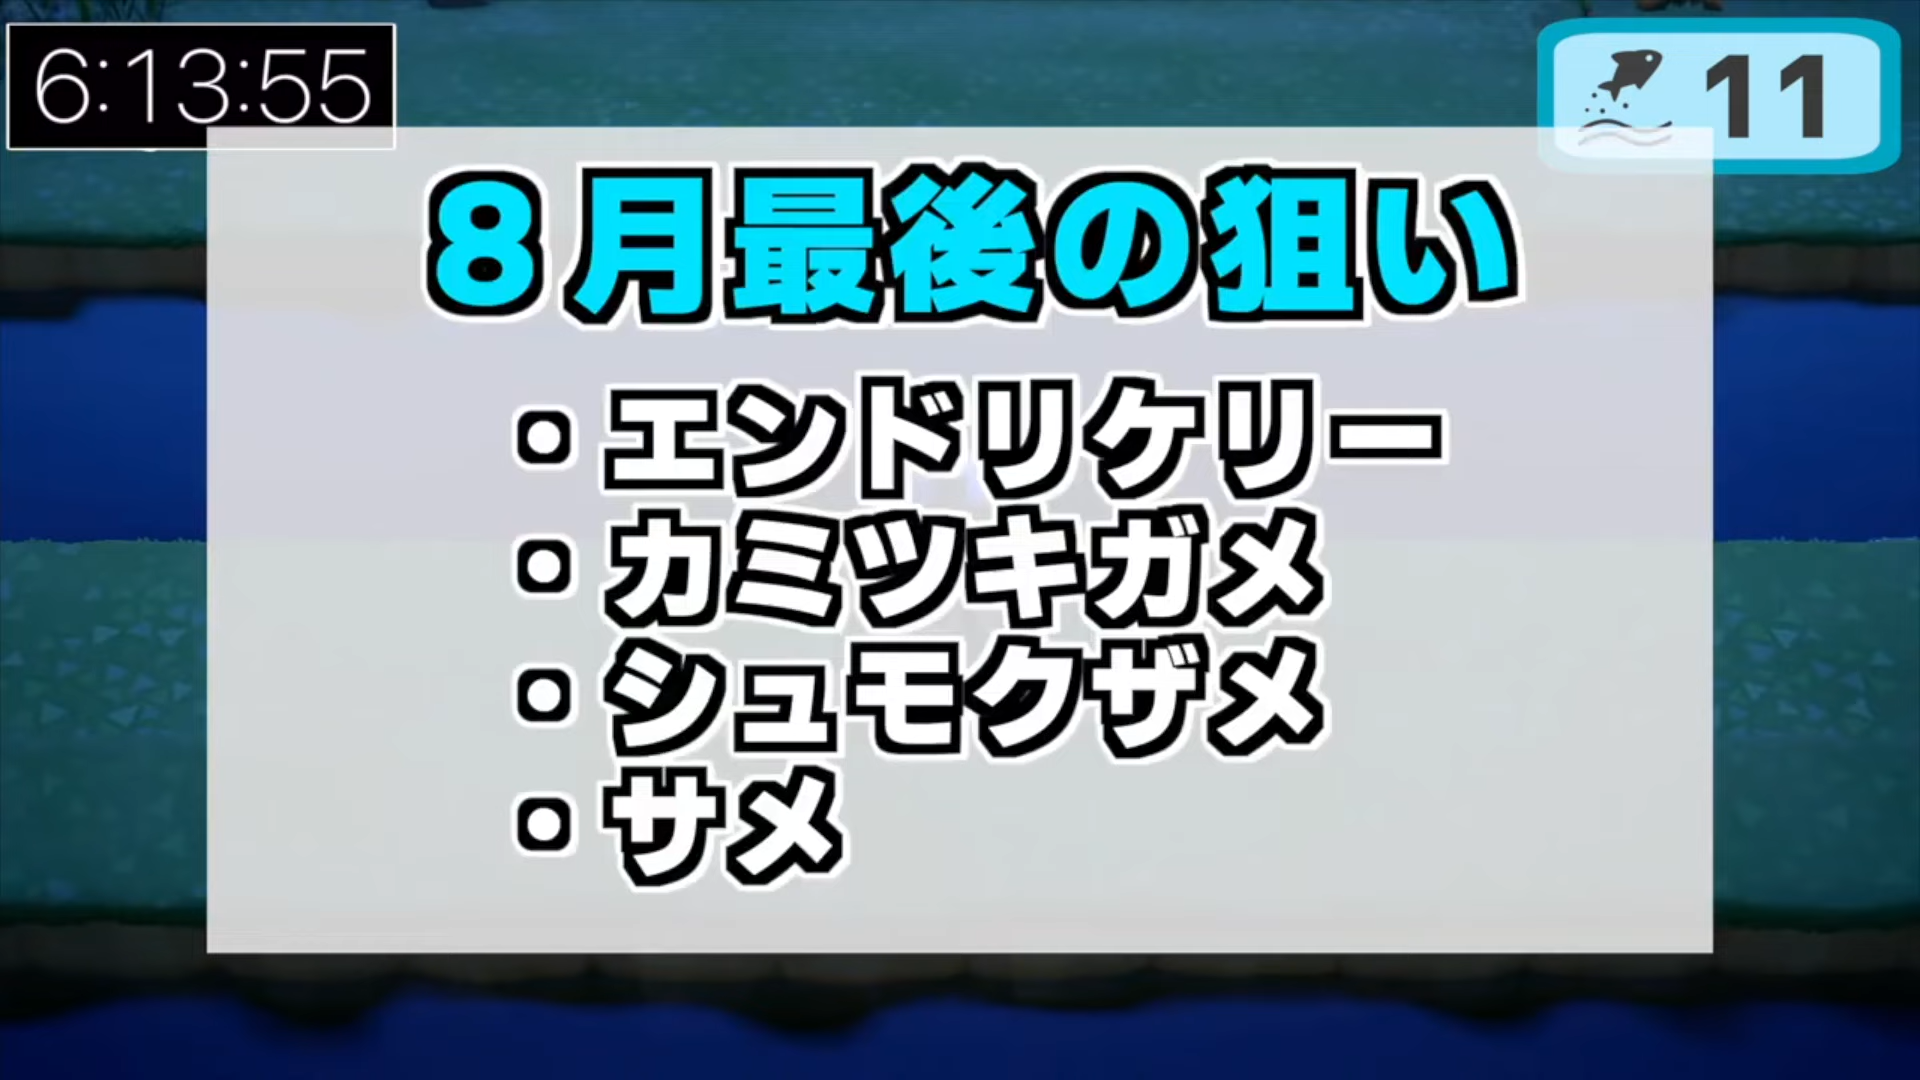 6:13:55
11
８月最後の狙い
・エンドリケリー
・カミツキガメ
・シュモクザメ
・サメ